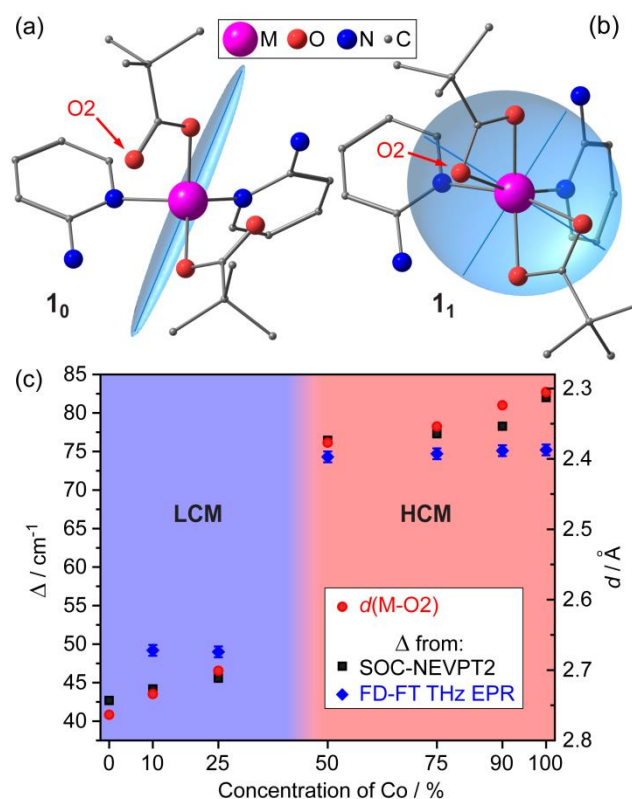 (a)
M O N C
(b)
O2
O2
1₀
1₁
(c)
85
80
75
70
65
60
55
50
45
40
Δ / cm⁻¹
LCM
HCM
d(M-O2)
Δ from:
SOC-NEVPT2
FD-FT THz EPR
2.3
2.4
2.5
2.6
2.7
2.8
d / Å
0 10 25 50 75 90 100
Concentration of Co / %